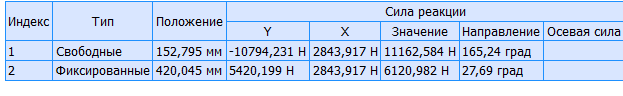 Индекс Тип Положение Сила реакции
Y X Значение Направление Осевая сила
1 Свободные 152,795 мм -10794,231 Н 2843,917 Н 11162,584 Н 165,24 град
2 Фиксированные 420,045 мм 5420,199 Н 2843,917 Н 6120,982 Н 27,69 град